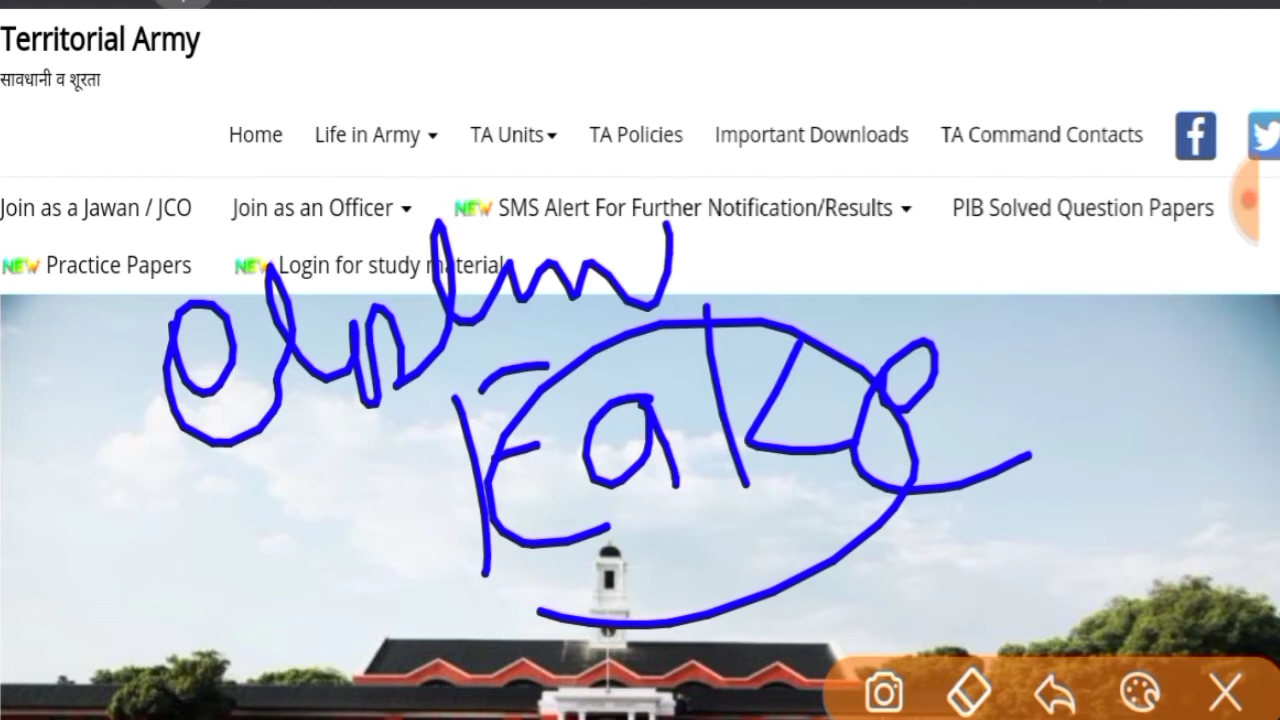 Territorial Army
सावधानी व शूरता
Home Life in Army TA Units TA Policies Important Downloads TA Command Contacts
Join as a Jawan / JCO Join as an Officer NEW SMS Alert For Further Notification/Results PIB Solved Question Papers
NEW Practice Papers NEW Login for study material
Fake